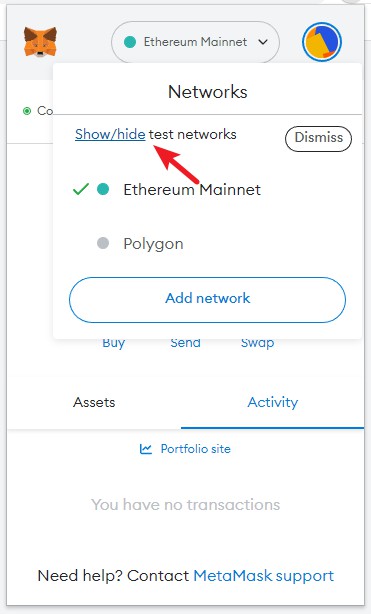 Ethereum Mainnet
Networks
Co
Show/hide test networks
Dismiss
Ethereum Mainnet
Polygon
Add network
Buy Send Swap
Assets Activity
Portfolio site
You have no transactions
Need help? Contact MetaMask support